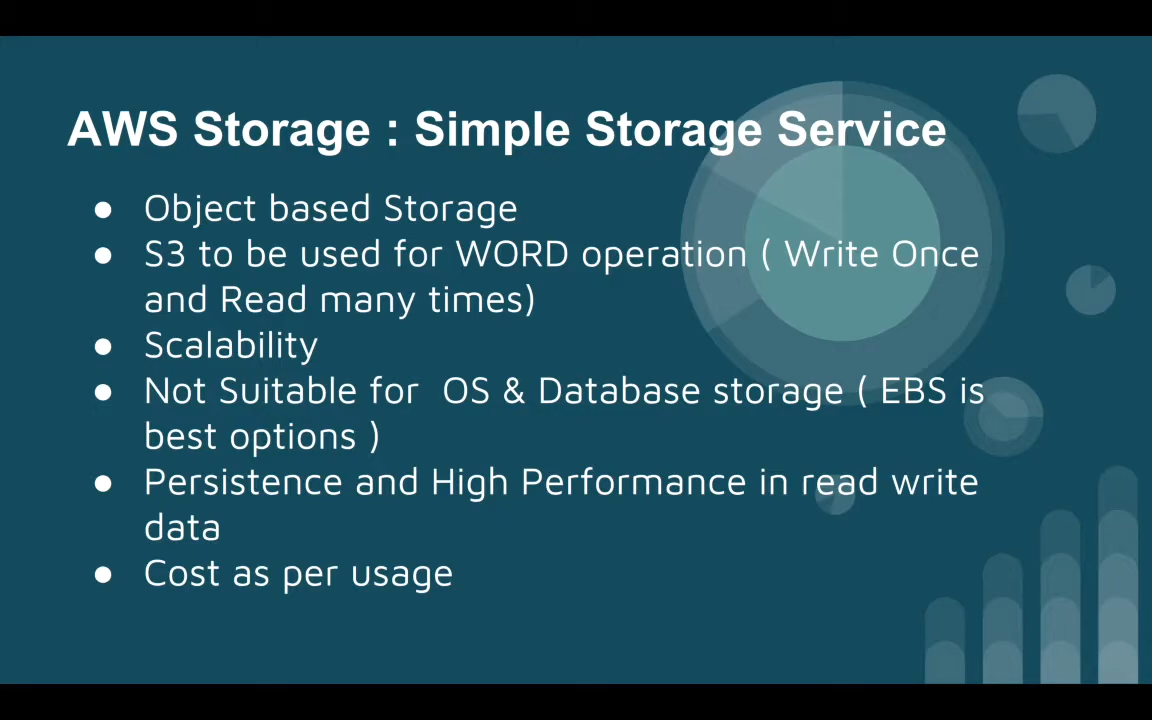 AWS Storage : Simple Storage Service
● Object based Storage
● S3 to be used for WORD operation ( Write Once
and Read many times)
● Scalability
● Not Suitable for  OS & Database storage ( EBS is
best options )
● Persistence and High Performance in read write
data
● Cost as per usage